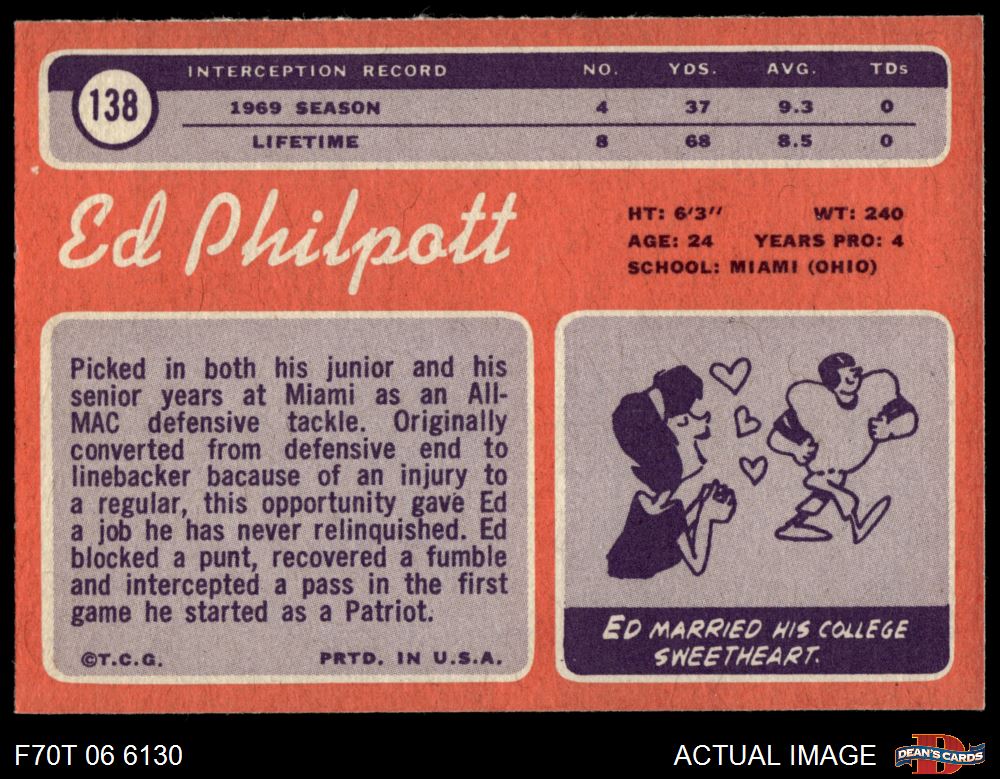 138
INTERCEPTION RECORD NO. YDS. AVG. TDs
1969 SEASON 4 37 9.3 0
LIFETIME 8 68 8.5 0
Ed Philpott
HT: 6'3" WT: 240
AGE: 24 YEARS PRO: 4
SCHOOL: MIAMI (OHIO)
Picked in both his junior and his
senior years at Miami as an All-
MAC defensive tackle. Originally
converted from defensive end to
linebacker bacause of an injury to
a regular, this opportunity gave Ed
a job he has never relinquished. Ed
blocked a punt, recovered a fumble
and intercepted a pass in the first
game he started as a Patriot.
©T.C.G. PRTD. IN U.S.A.
ED MARRIED HIS COLLEGE
SWEETHEART.
F70T 06 6130 ACTUAL IMAGE D DEAN'S CARDS